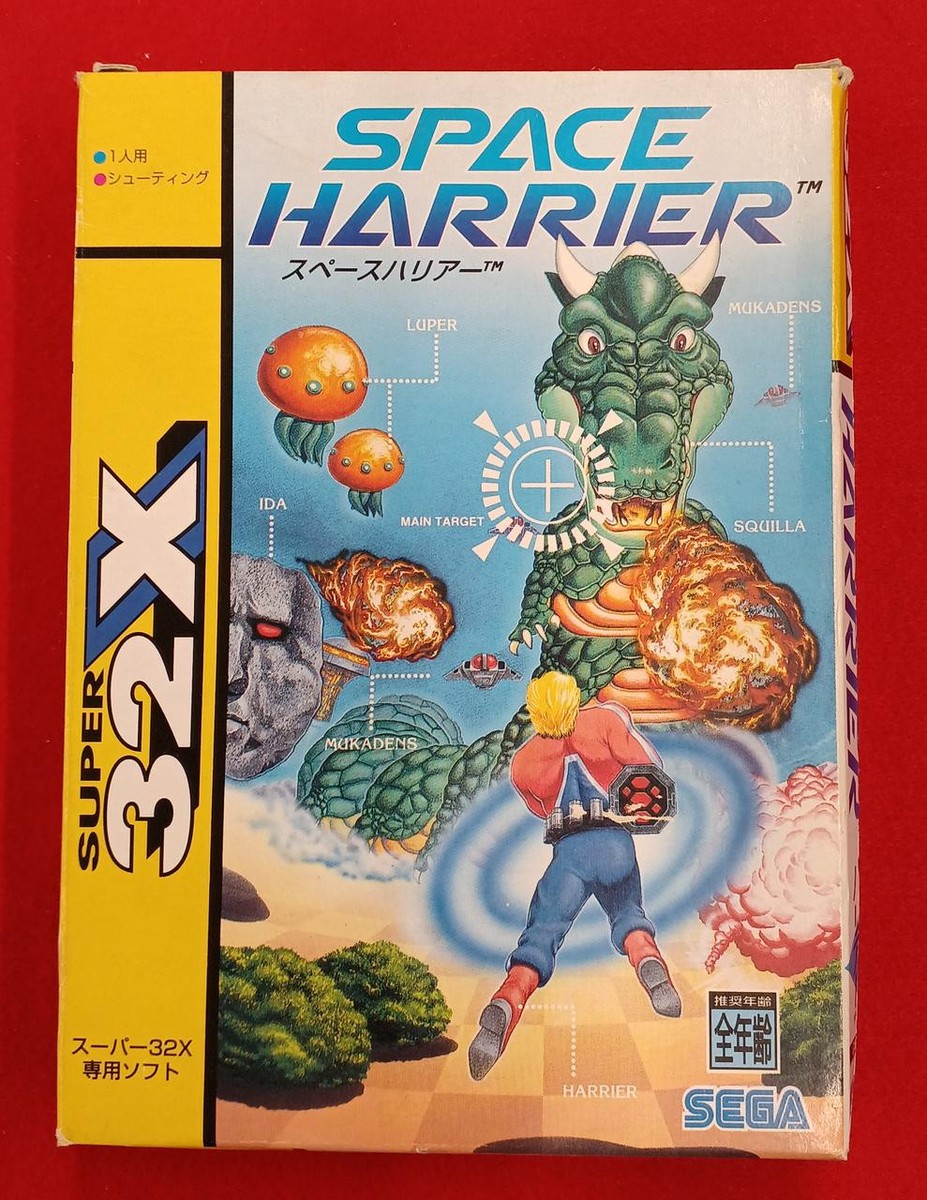 ●1人用
●シューティング
SPACE
HARRIER™
スペースハリアー™
LUPER
MUKADENS
IDA
MAIN TARGET
SQUILLA
MUKADENS
SUPER
32X
スーパー32X
専用ソフト
HARRIER
推奨年齢
全年齢
SEGA
HARRIER